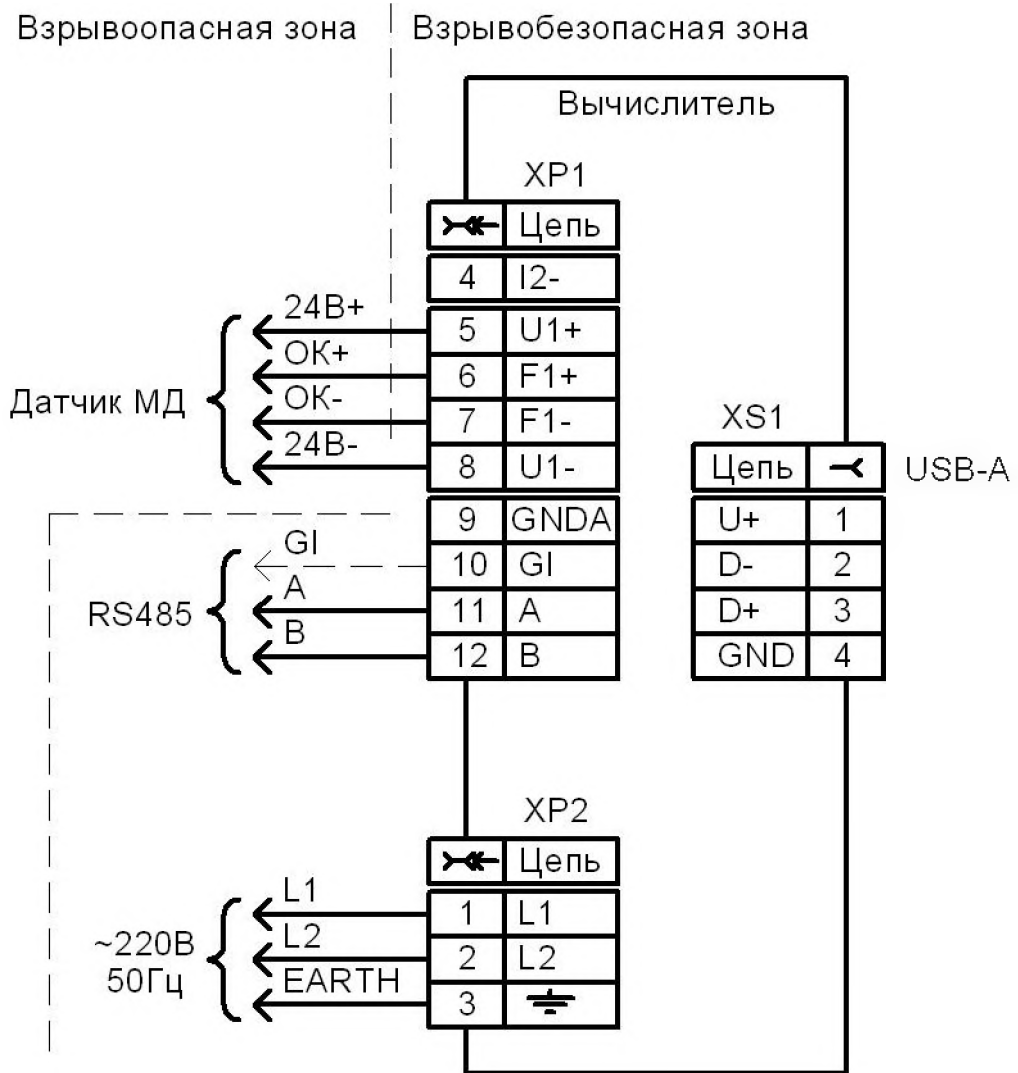 Взрывоопасная зона
Взрывобезопасная зона
Вычислитель
XP1
Цепь
4 I2-
24В+ 5 U1+
ОК+ 6 F1+
ОК- 7 F1-
24В- 8 U1-
Датчик МД
9 GNDA
GI 10 GI
A 11 A
B 12 B
RS485
XS1
Цепь
USB-A
U+ 1
D- 2
D+ 3
GND 4
XP2
Цепь
L1 1 L1
L2 2 L2
EARTH 3
~220В
50Гц